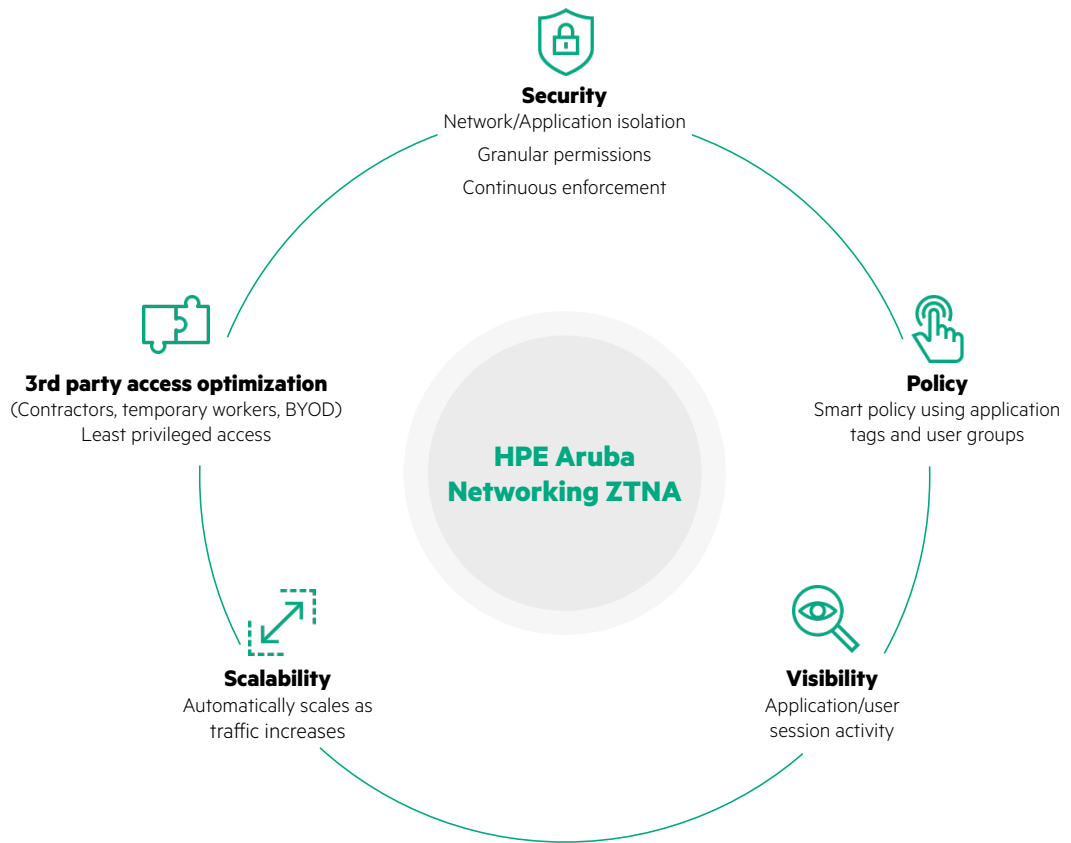 Security
Network/Application isolation
Granular permissions
Continuous enforcement
3rd party access optimization
(Contractors, temporary workers, BYOD)
Least privileged access
Policy
Smart policy using application
tags and user groups
HPE Aruba
Networking ZTNA
Scalability
Automatically scales as
traffic increases
Visibility
Application/user
session activity